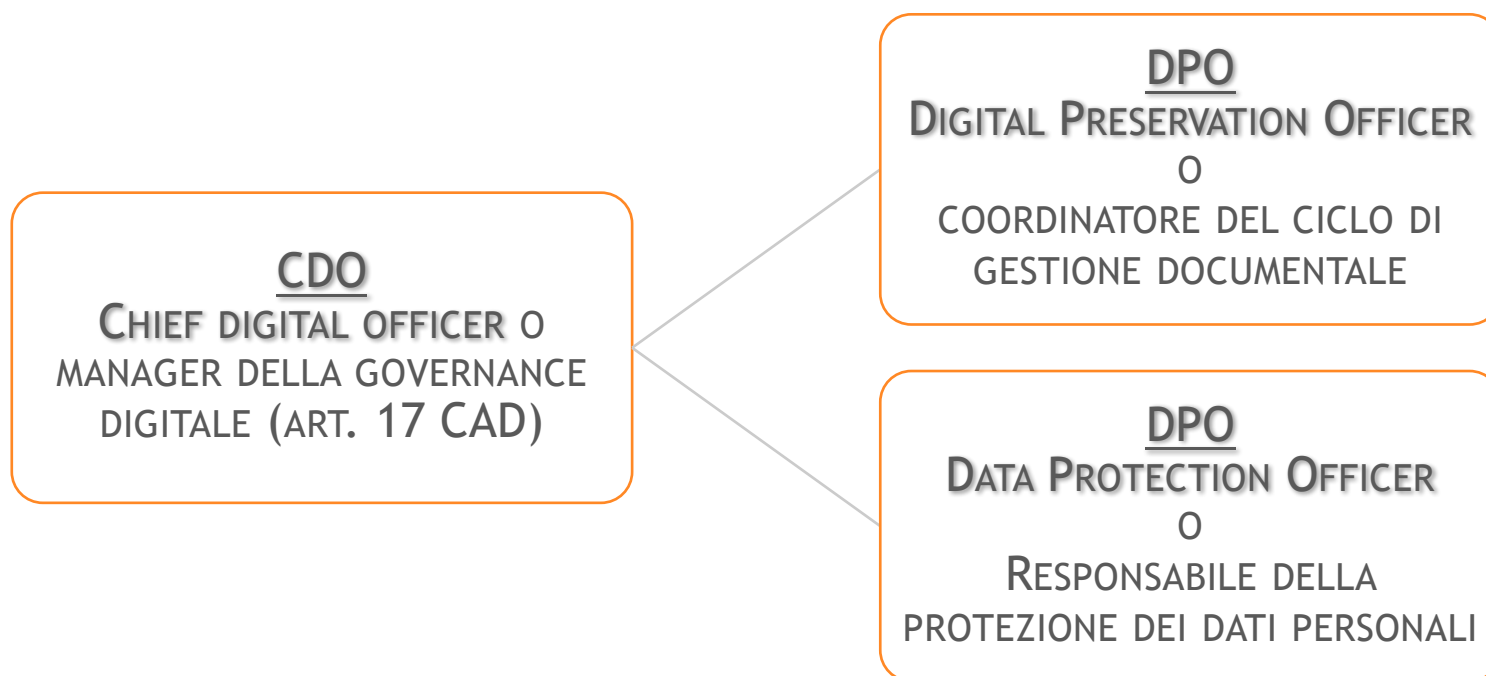 CDO
CHIEF DIGITAL OFFICER O
MANAGER DELLA GOVERNANCE
DIGITALE (ART. 17 CAD)
DPO
DIGITAL PRESERVATION OFFICER
O
COORDINATORE DEL CICLO DI
GESTIONE DOCUMENTALE
DPO
DATA PROTECTION OFFICER
O
RESPONSABILE DELLA
PROTEZIONE DEI DATI PERSONALI